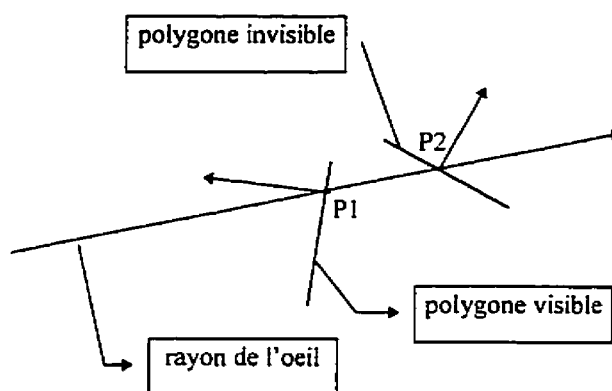 polygone invisible
P2
P1
polygone visible
rayon de l'oeil